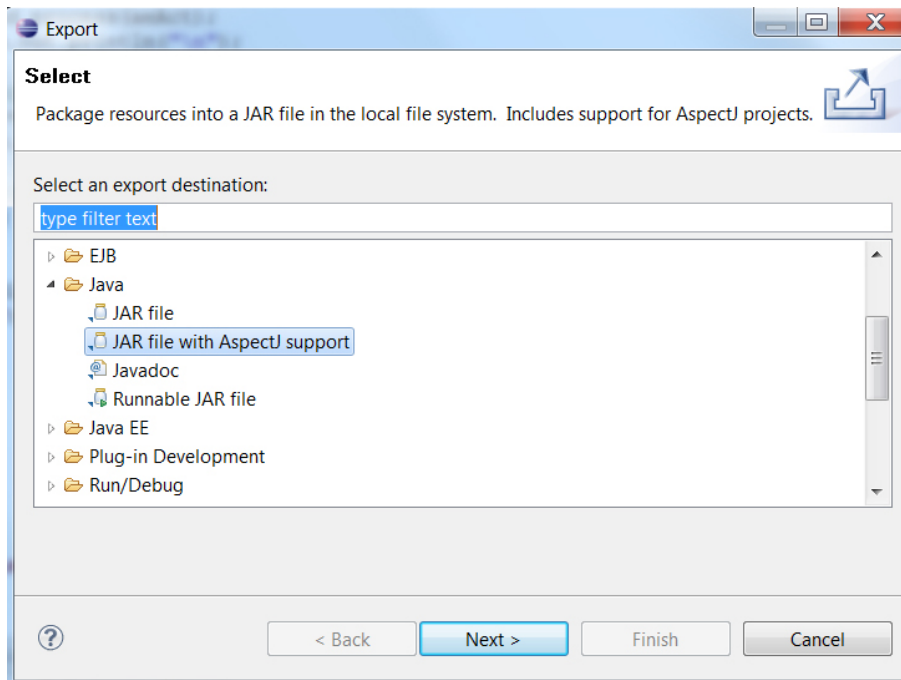 Export
Select
Package resources into a JAR file in the local file system. Includes support for AspectJ projects.
Select an export destination:
type filter text
EJB
Java
JAR file
JAR file with AspectJ support
Javadoc
Runnable JAR file
Java EE
Plug-in Development
Run/Debug
< Back
Next >
Finish
Cancel